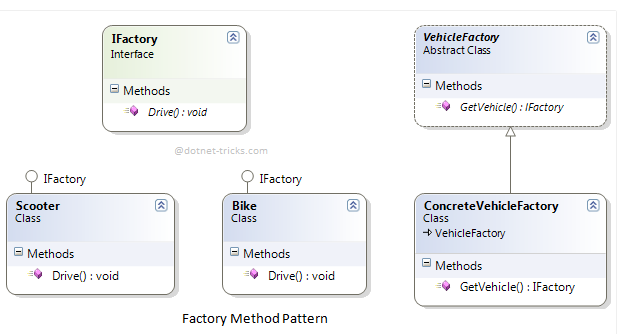 IFactory
Interface
Methods
Drive() : void
VehicleFactory
Abstract Class
Methods
GetVehicle() : IFactory
@dotnet-tricks.com
IFactory
Scooter
Class
Methods
Drive() : void
IFactory
Bike
Class
Methods
Drive() : void
ConcreteVehicleFactory
Class
VehicleFactory
Methods
GetVehicle() : IFactory
Factory Method Pattern